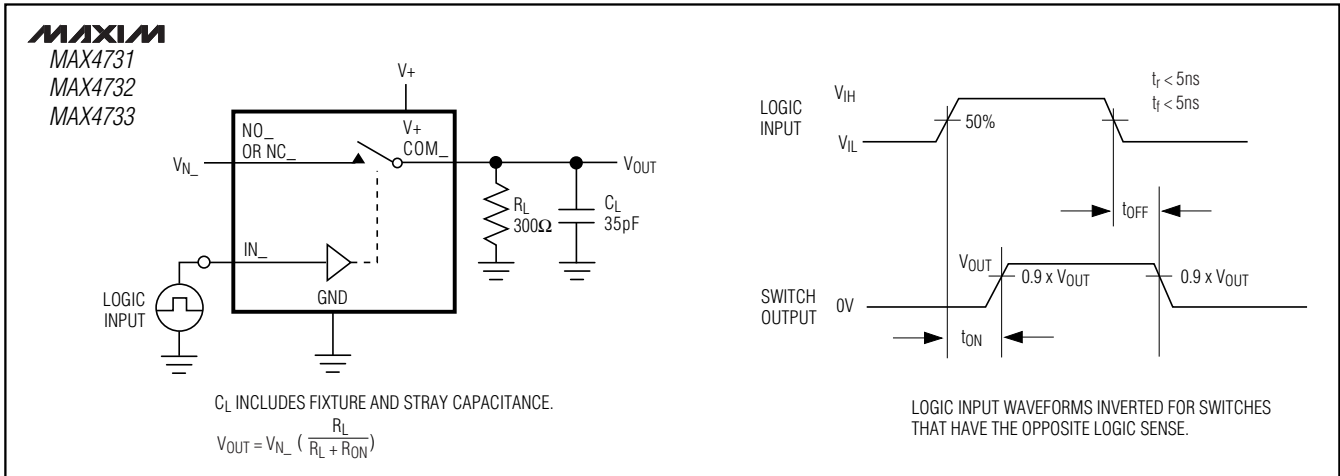 MAXIM
MAX4731
MAX4732
MAX4733
V+
NO_
OR NC_
V+
COM_
V_N_
V_OUT
R_L
300Ω
C_L
35pF
IN_
GND
LOGIC
INPUT
C_L INCLUDES FIXTURE AND STRAY CAPACITANCE.
V_OUT = V_N_ ( R_L / R_L + R_ON )
LOGIC
INPUT
V_IH
V_IL
50%
t_r < 5ns
t_f < 5ns
t_OFF
SWITCH
OUTPUT
V_OUT
0V
0.9 x V_OUT
0.9 x V_OUT
t_ON
LOGIC INPUT WAVEFORMS INVERTED FOR SWITCHES
THAT HAVE THE OPPOSITE LOGIC SENSE.